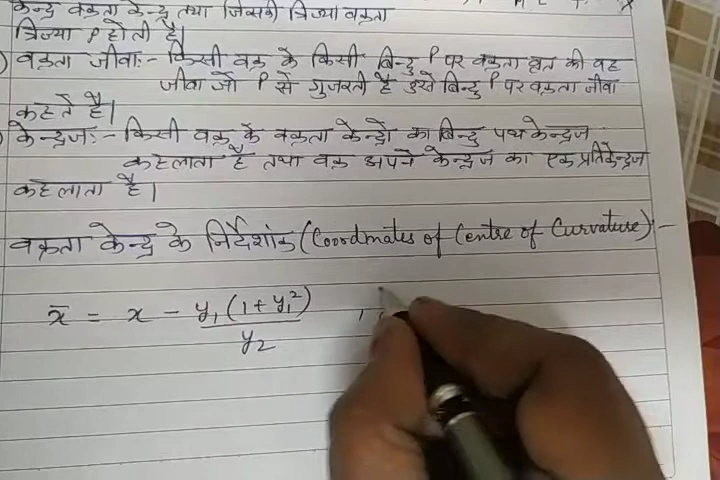 केन्द्र वक्रता केन्द्र तथा जिसकी त्रिज्या वक्रता
त्रिज्या ρ होती है।
) वक्रता जीवा:- किसी वक्र के किसी बिन्दु P पर वक्रता वृत्त की वह
जीवा जो P से गुजरती है उसे बिन्दु P पर वक्रता जीवा
कहते है।
) केन्द्रज:- किसी वक्र के वक्रता केन्द्रो का बिन्दु पथ केन्द्रज
कहलाता है तथा वक्र अपने केन्द्रज का एक प्रतिकेन्द्रज
कहलाता है।
वक्रता केन्द्र के निर्देशांक (Coordinates of Centre of Curvature):-
x̄ = x - y₁(1+y₁²)/y₂ ,